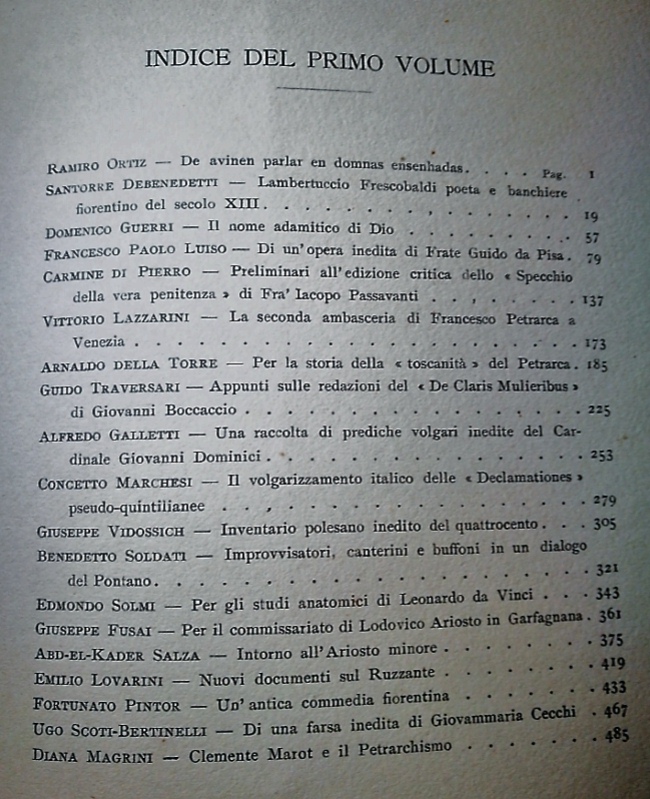 INDICE DEL PRIMO VOLUME
RAMIRO ORTIZ — De avinen parlar en domnas ensenhadas. . . . Pag. 1
SANTORRE DEBENEDETTI — Lambertuccio Frescobaldi poeta e banchiere
fiorentino del secolo XIII. . . . . . . . . . . . . . . 19
DOMENICO GUERRI — Il nome adamitico di Dio . . . . . . . . . 57
FRANCESCO PAOLO LUISO — Di un'opera inedita di Frate Guido da Pisa. 79
CARMINE DI PIERRO — Preliminari all'edizione critica dello « Specchio
della vera penitenza » di Fra' Iacopo Passavanti . . . . . . . 137
VITTORIO LAZZARINI — La seconda ambasceria di Francesco Petrarca a
Venezia . . . . . . . . . . . . . . . . . . . . 173
ARNALDO DELLA TORRE — Per la storia della « toscanità » del Petrarca. 185
GUIDO TRAVERSARI — Appunti sulle redazioni del « De Claris Mulieribus »
di Giovanni Boccaccio . . . . . . . . . . . . . . . 225
ALFREDO GALLETTI — Una raccolta di prediche volgari inedite del Car-
dinale Giovanni Dominici . . . . . . . . . . . . . . 253
CONCETTO MARCHESI — Il volgarizzamento italico delle « Declamationes »
pseudo-quintilianee . . . . . . . . . . . . . . . . 279
GIUSEPPE VIDOSSICH — Inventario polesano inedito del quattrocento. . . 305
BENEDETTO SOLDATI — Improvvisatori, canterini e buffoni in un dialogo
del Pontano. . . . . . . . . . . . . . . . . . . 321
EDMONDO SOLMI — Per gli studi anatomici di Leonardo da Vinci . . . 343
GIUSEPPE FUSAI — Per il commissariato di Lodovico Ariosto in Garfagnana . 361
ABD-EL-KADER SALZA — Intorno all'Ariosto minore . . . . . . . 375
EMILIO LOVARINI — Nuovi documenti sul Ruzzante . . . . . . . 419
FORTUNATO PINTOR — Un'antica commedia fiorentina . . . . . . 433
UGO SCOTI-BERTINELLI — Di una farsa inedita di Giovammaria Cecchi . 467
DIANA MAGRINI — Clemente Marot e il Petrarchismo . . . . . . . 485